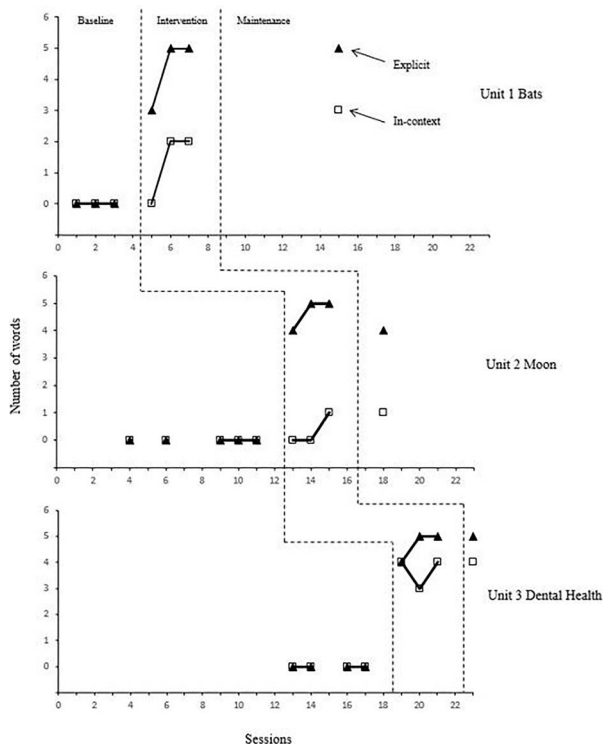 Baseline Intervention Maintenance
6
5
4
3
2
1
0
Explicit
In-context
Unit 1 Bats
0 2 4 6 8 10 12 14 16 18 20 22
Number of words
6
5
4
3
2
1
0
Unit 2 Moon
0 2 4 6 8 10 12 14 16 18 20 22
6
5
4
3
2
1
0
Unit 3 Dental Health
0 2 4 6 8 10 12 14 16 18 20 22
Sessions